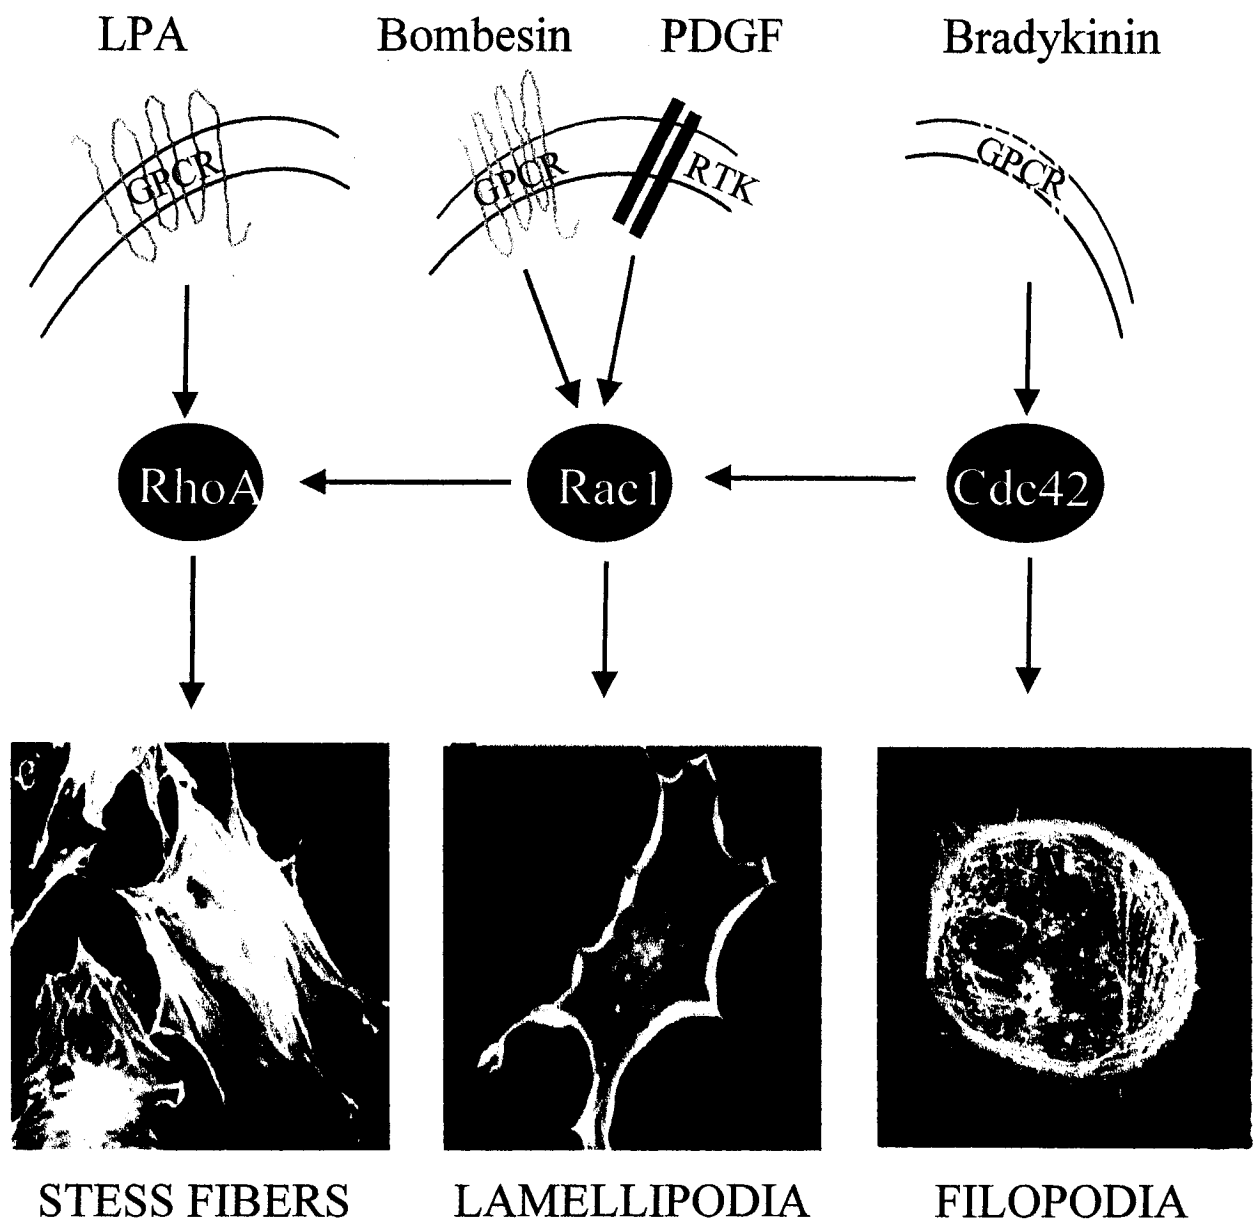 LPA
Bombesin
PDGF
Bradykinin
GPCR
GPCR
RTK
GPCR
RhoA
Rac1
Cdc42
C
STESS FIBERS
LAMELLIPODIA
FILOPODIA